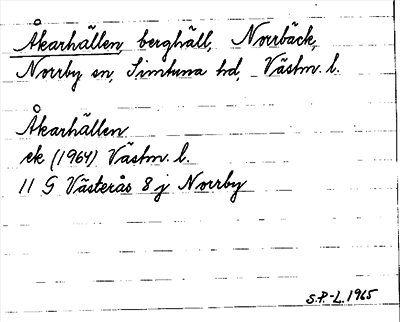 Åkarhällen, berghäll, Norrbäck,
Norrby sn, Simtuna hd, Västm. l.
Åkarhällen
ek (1964) Västm. l.
11 G Västerås 8 j Norrby
S.P-L. 1965